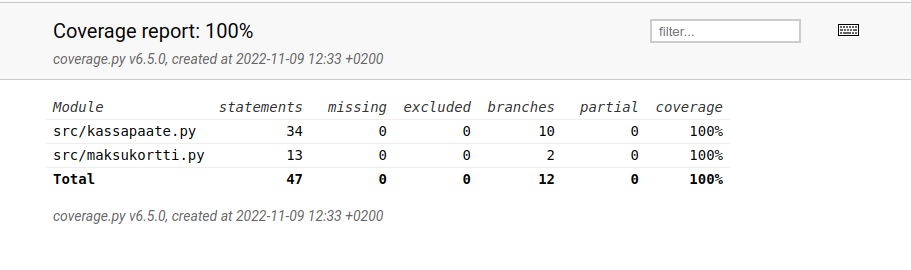 Coverage report: 100%
filter...
coverage.py v6.5.0, created at 2022-11-09 12:33 +0200
Module statements missing excluded branches partial coverage
src/kassapaate.py 34 0 0 10 0 100%
src/maksukortti.py 13 0 0 2 0 100%
Total 47 0 0 12 0 100%
coverage.py v6.5.0, created at 2022-11-09 12:33 +0200